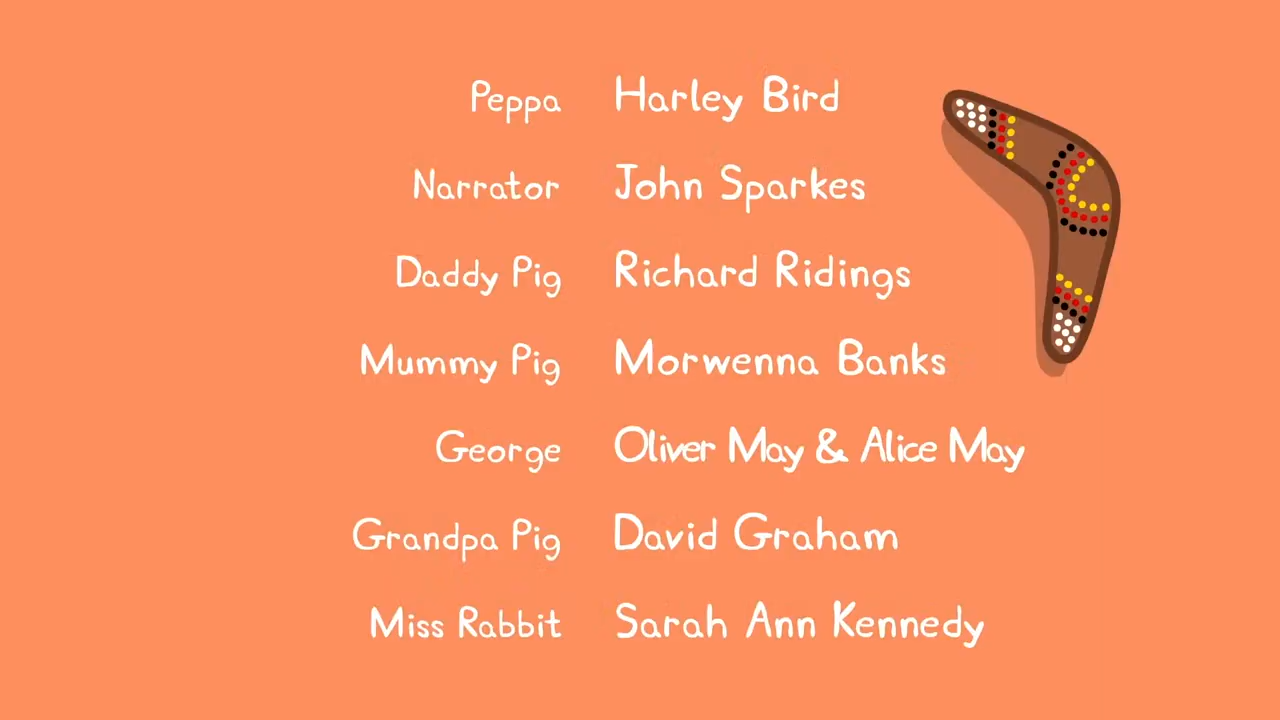 Peppa Harley Bird
Narrator John Sparkes
Daddy Pig Richard Ridings
Mummy Pig Morwenna Banks
George Oliver May & Alice May
Grandpa Pig David Graham
Miss Rabbit Sarah Ann Kennedy